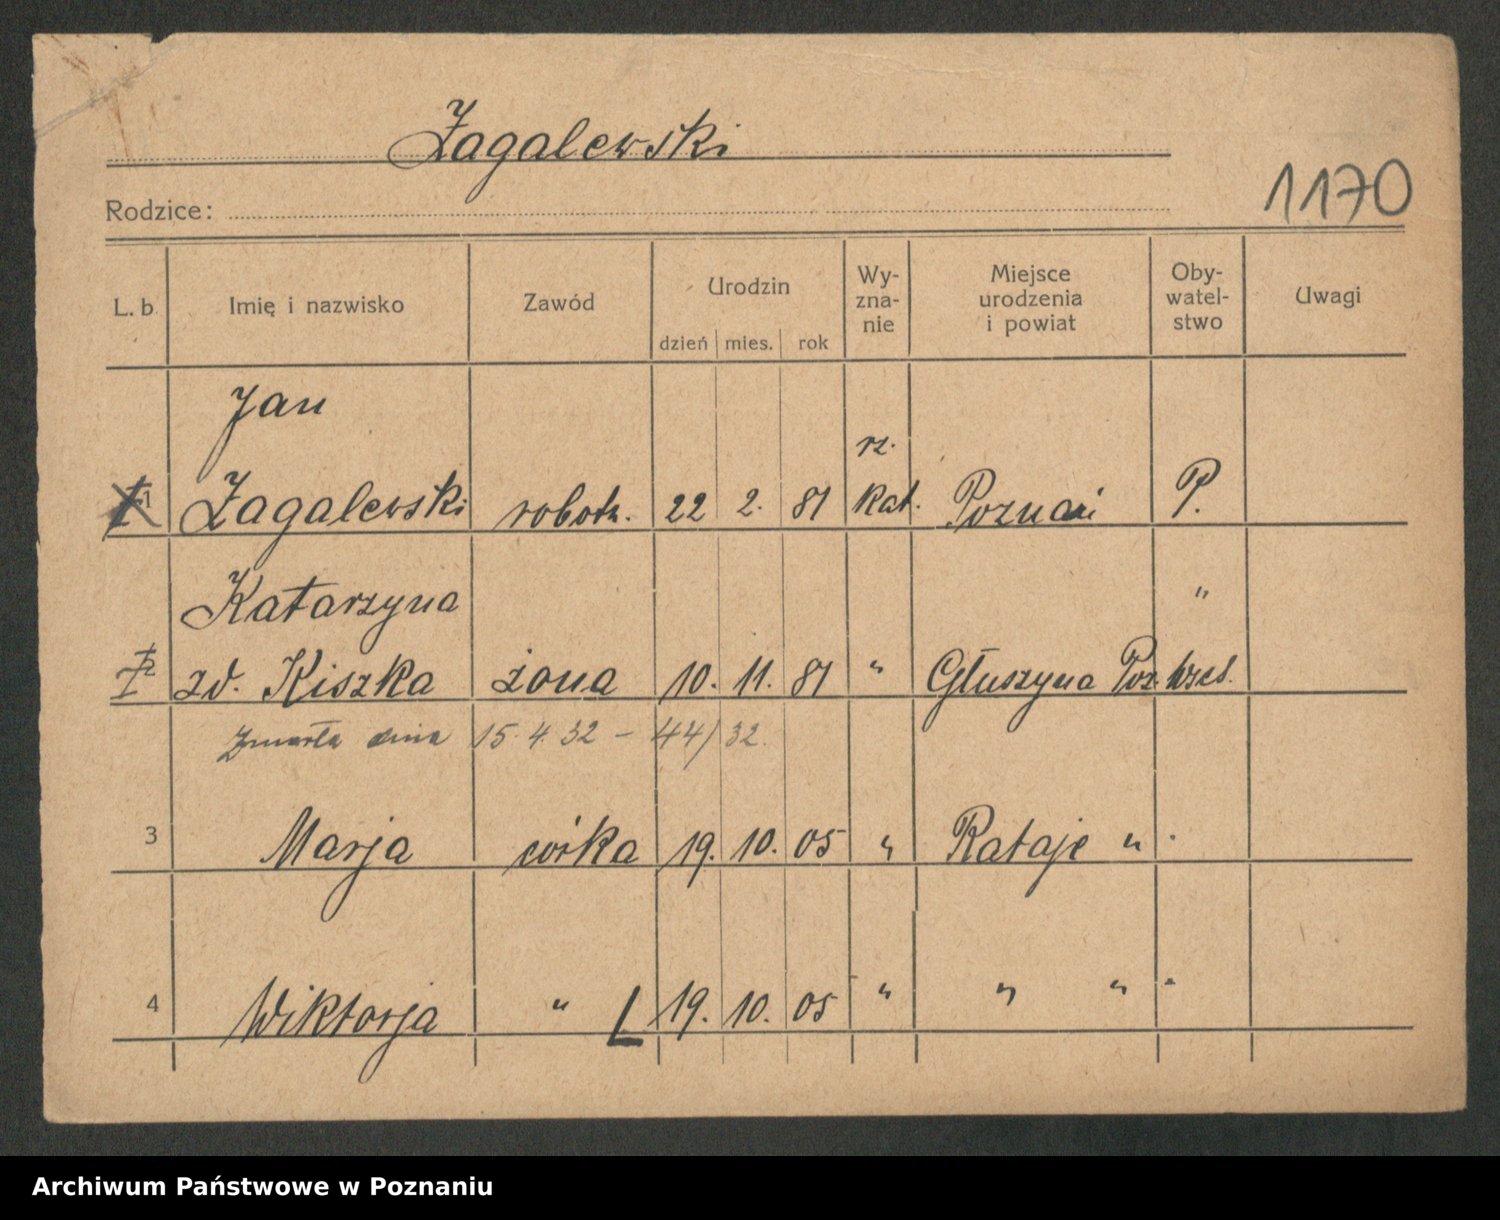 Zagalewski
1170
Rodzice:
L. b. Imię i nazwisko Zawód Urodzin dzień mies. rok Wy-zna-nie Miejsce urodzenia i powiat Oby-watel-stwo Uwagi
Jan
rz.
1 Zagalewski robotn. 22 2. 81 kat. Poznań P.
Katarzyna "
2 zd. Kiszka żona 10. 11. 81 " Głuszyna Poz.
Zmarła dnia 15. 4. 32 – 44/32.
3 Marja córka 19. 10. 05 " Rataje "
4 Wiktorja " L 19. 10. 05 " " "
Archiwum Państwowe w Poznaniu